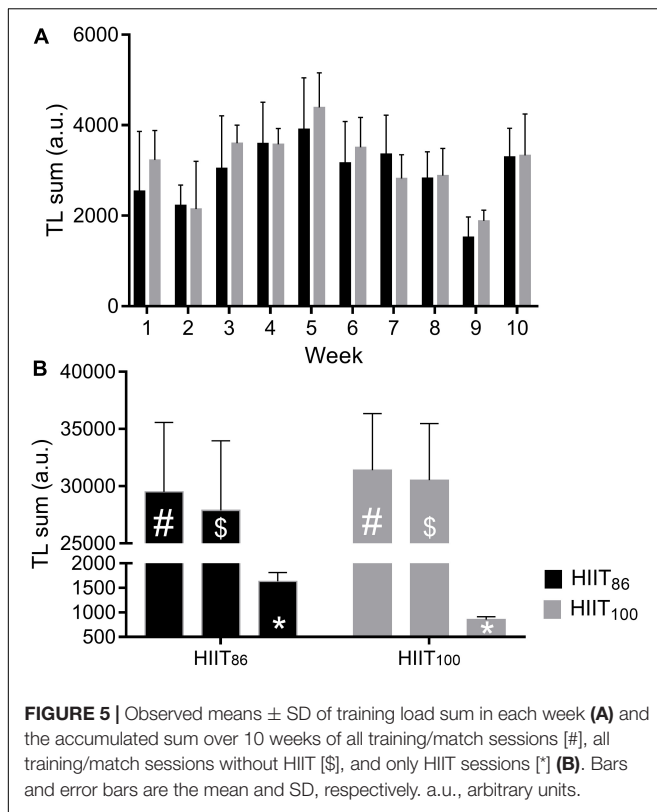 A
6000
4000
2000
0
TL sum (a.u.)
1 2 3 4 5 6 7 8 9 10
Week
B
40000
35000
30000
25000
2000
1500
1000
500
TL sum (a.u.)
# $ *
# $ *
HIIT86 HIIT100
HIIT86
HIIT100
FIGURE 5 | Observed means ± SD of training load sum in each week (A) and
the accumulated sum over 10 weeks of all training/match sessions [#], all
training/match sessions without HIIT [$], and only HIIT sessions [*] (B). Bars
and error bars are the mean and SD, respectively. a.u., arbitrary units.